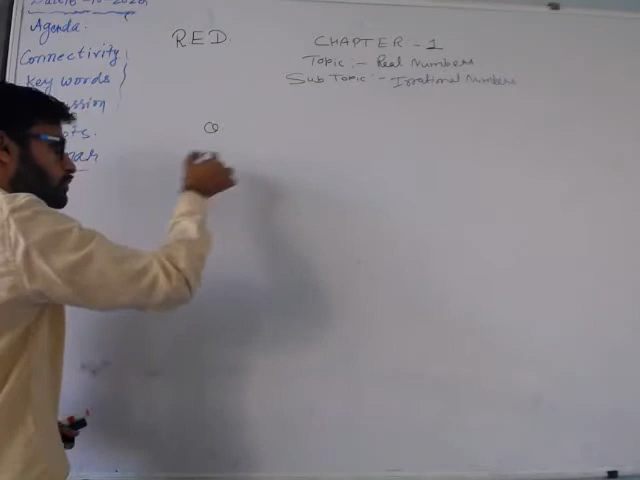 Agenda.
Connectivity
Key words
RED
CHAPTER - 1
Topic :- Real Numbers
Sub Topic :- Irrational Numbers
Q